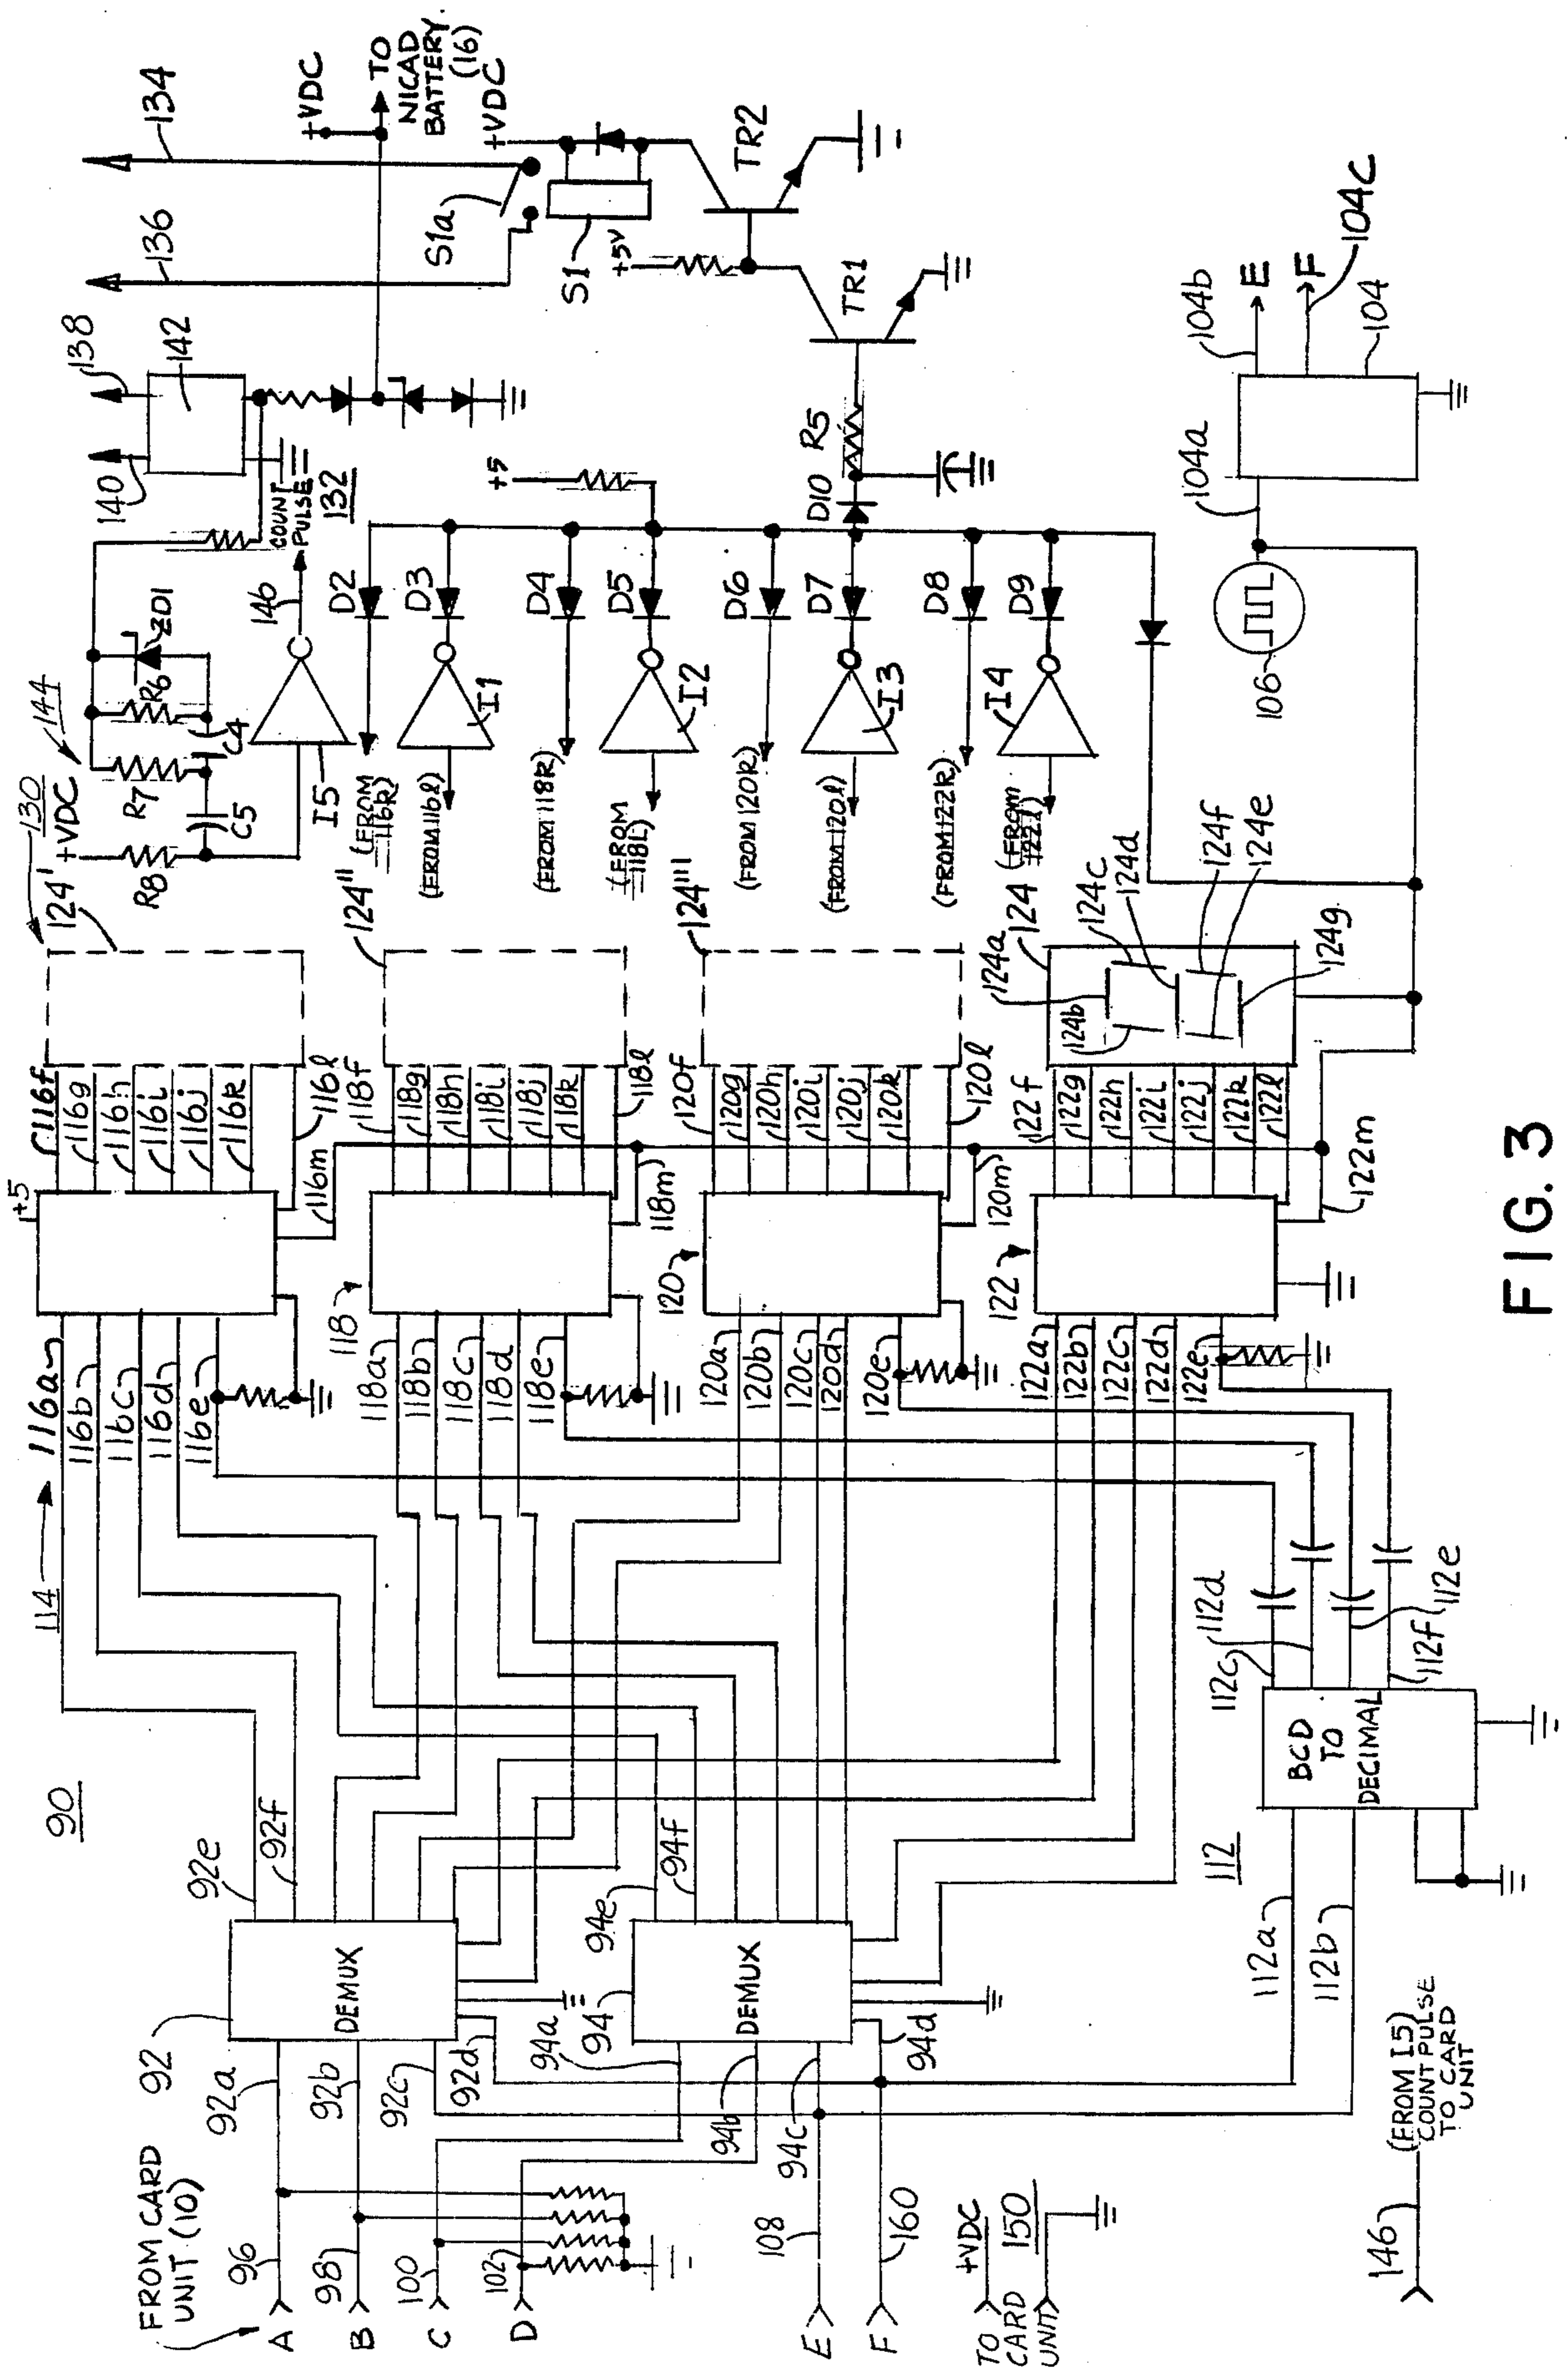 +VDC
TO
NICAD
BATTERY.
(16)
+VDC
134
136
S1a
S1
+5V
TR2
TR1
138
140
142
COUNT
PULSE
132
146
+5
R5
D10
104a
104b
E
F
104C
104
106
144
130
+VDC
R8
R7
R6
ZD1
C4
C5
I5
D2
(FROM
116R)
D3
I1
(FROM 116l)
D4
(FROM 118R)
D5
I2
(FROM
118L)
D6
(FROM 120R)
D7
I3
(FROM 120l)
D8
(FROM 122R)
D9
I4
(FROM
122l)
124'
124''
124'''
124
124a
124b
124c
124d
124f
124e
124g
+5
116f
116g
116h
116i
116j
116k
116l
116m
118f
118g
118h
118i
118j
118k
118l
118m
120f
120g
120h
120i
120j
120k
120l
120m
122f
122g
122h
122i
122j
122k
122l
122m
114
116a
116b
116c
116d
116e
118
118a
118b
118c
118d
118e
120
120a
120b
120c
120d
120e
122
122a
122b
122c
122d
122e
90
92e
92f
94e
94f
92
DEMUX
94
DEMUX
92a
92b
92c
92d
94a
94b
94c
94d
112
112a
112b
BCD
TO
DECIMAL
112c
112d
112f
112e
FROM CARD
UNIT (10)
A
96
B
98
C
100
D
102
E
108
F
160
TO
CARD
UNIT
+VDC
150
146
(FROM I5)
COUNT PULSE
TO CARD
UNIT
FIG. 3